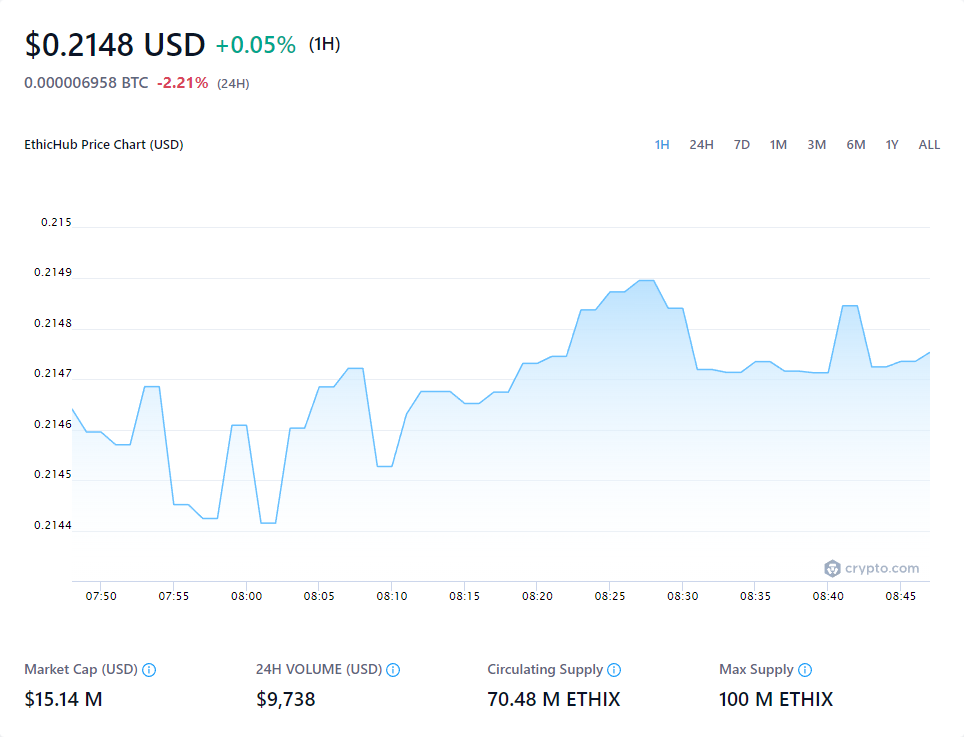 $0.2148 USD +0.05% (1H)
0.000006958 BTC -2.21% (24H)
EthicHub Price Chart (USD) 1H 24H 7D 1M 3M 6M 1Y ALL
0.215
0.2149
0.2148
0.2147
0.2146
0.2145
0.2144
crypto.com
07:50 07:55 08:00 08:05 08:10 08:15 08:20 08:25 08:30 08:35 08:40 08:45
Market Cap (USD) 24H VOLUME (USD) Circulating Supply Max Supply
$15.14 M $9,738 70.48 M ETHIX 100 M ETHIX